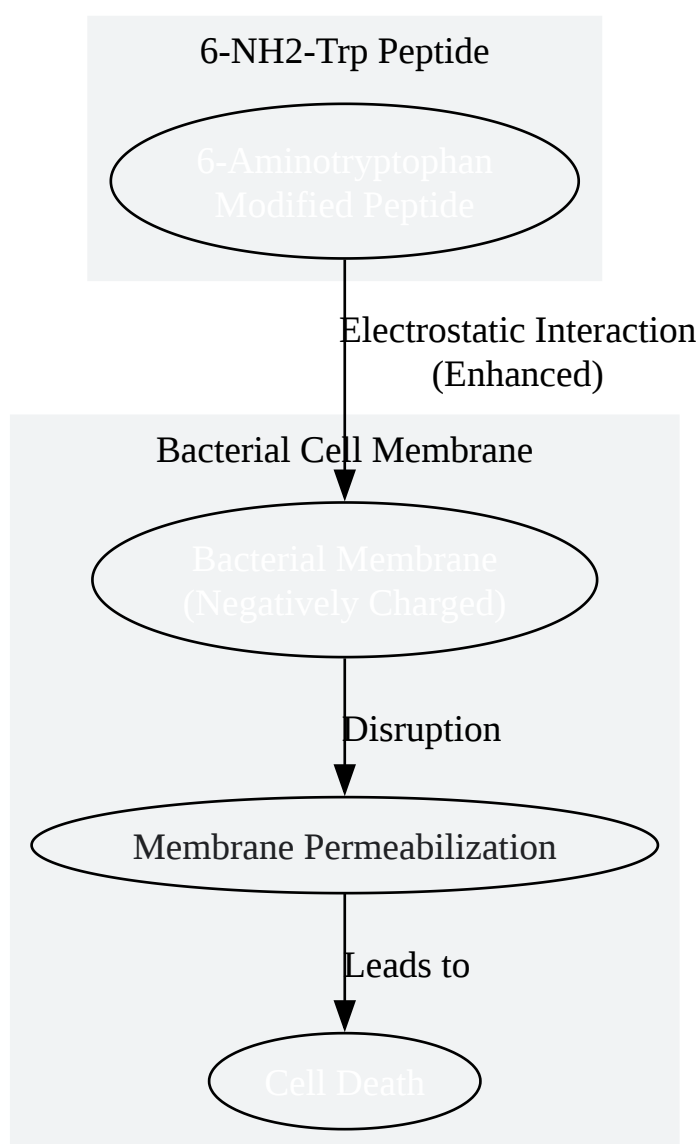 6-NH2-Trp Peptide
6-Aminotryptophan
Modified Peptide
Electrostatic Interaction
(Enhanced)
Bacterial Cell Membrane
Bacterial Membrane
(Negatively Charged)
Disruption
Membrane Permeabilization
Leads to
Cell Death